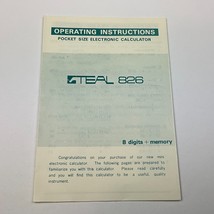 OPERATING INSTRUCTIONS
POCKET SIZE ELECTRONIC CALCULATOR
TEAL 826
8 digits + memory
Congratulations on your purchase of our new mini
electronic calculator. The following pages are prepared to
familiarize you with this calculator. Please read carefully
and you will find this calculator to be a useful, quality
instrument.